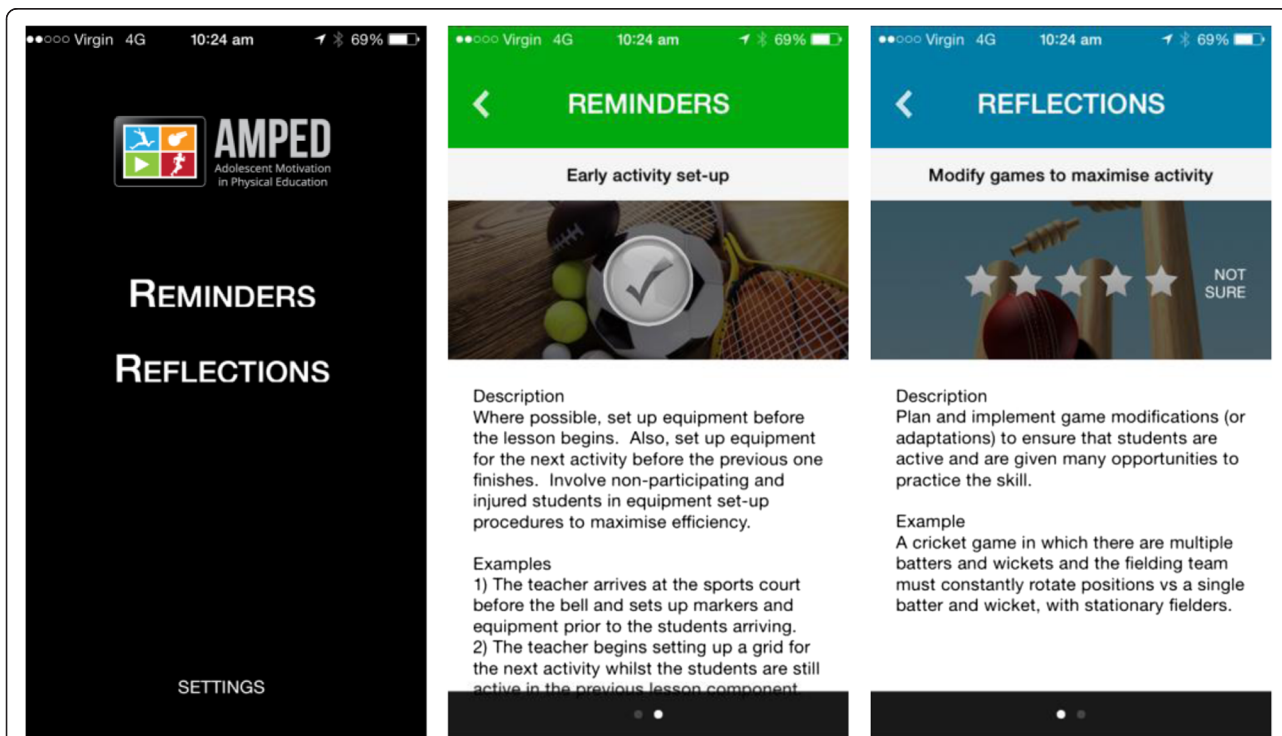 Virgin 4G 10:24 am 69%
AMPED
Adolescent Motivation
in Physical Education
REMINDERS
REFLECTIONS
SETTINGS
Virgin 4G 10:24 am 69%
REMINDERS
Early activity set-up
Description
Where possible, set up equipment before
the lesson begins. Also, set up equipment
for the next activity before the previous one
finishes. Involve non-participating and
injured students in equipment set-up
procedures to maximise efficiency.
Examples
1) The teacher arrives at the sports court
before the bell and sets up markers and
equipment prior to the students arriving.
2) The teacher begins setting up a grid for
the next activity whilst the students are still
active in the previous lesson component.
Virgin 4G 10:24 am 69%
REFLECTIONS
Modify games to maximise activity
NOT
SURE
Description
Plan and implement game modifications (or
adaptations) to ensure that students are
active and are given many opportunities to
practice the skill.
Example
A cricket game in which there are multiple
batters and wickets and the fielding team
must constantly rotate positions vs a single
batter and wicket, with stationary fielders.